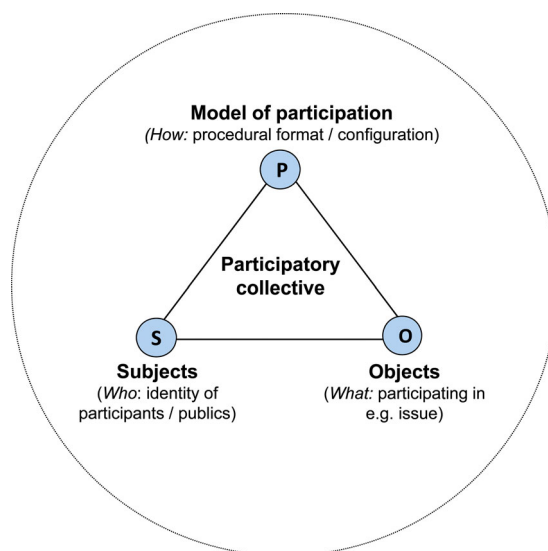 Model of participation
(How: procedural format / configuration)
P
Participatory
collective
S
O
Subjects
(Who: identity of
participants / publics)
Objects
(What: participating in
e.g. issue)